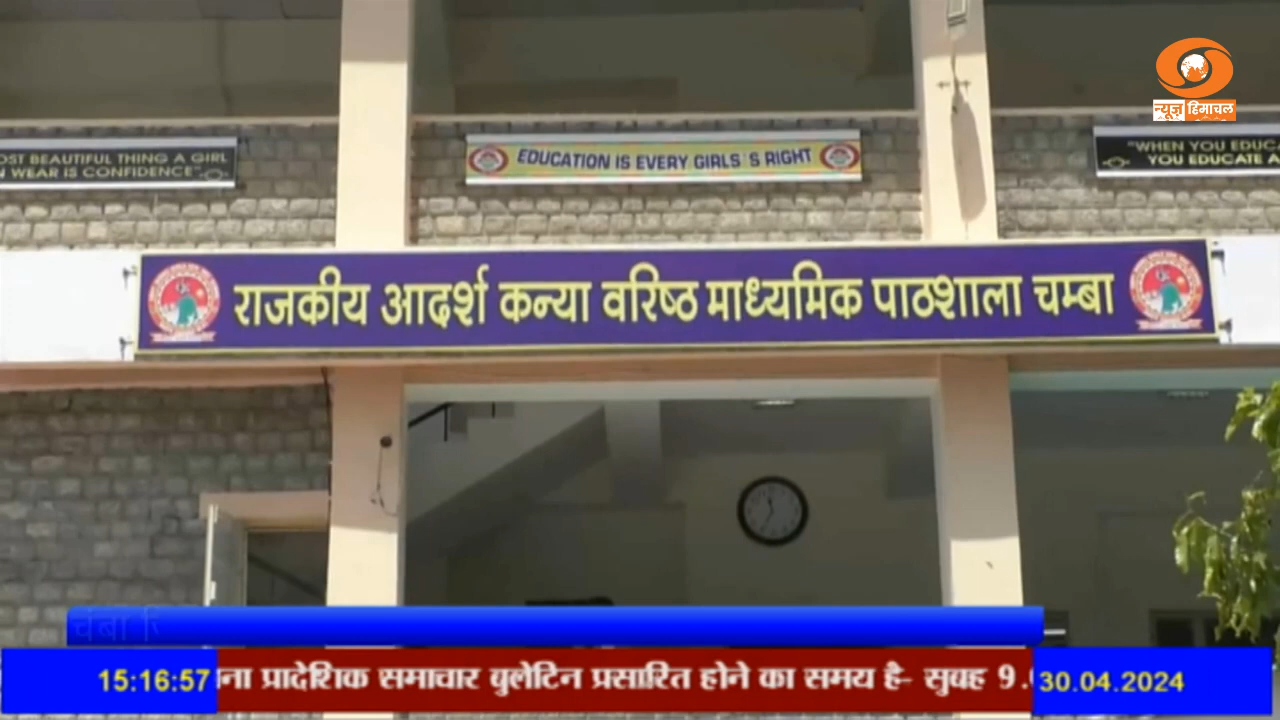 न्यूज़ हिमाचल
OST BEAUTIFUL THING A GIRL
N WEAR IS CONFIDENCE"
EDUCATION IS EVERY GIRLS'S RIGHT
"WHEN YOU EDUCA
YOU EDUCATE A
राजकीय आदर्श कन्या वरिष्ठ माध्यमिक पाठशाला चम्बा
चंबा
15:16:57
ना प्रादेशिक समाचार बुलेटिन प्रसारित होने का समय है- सुबह 9.
30.04.2024